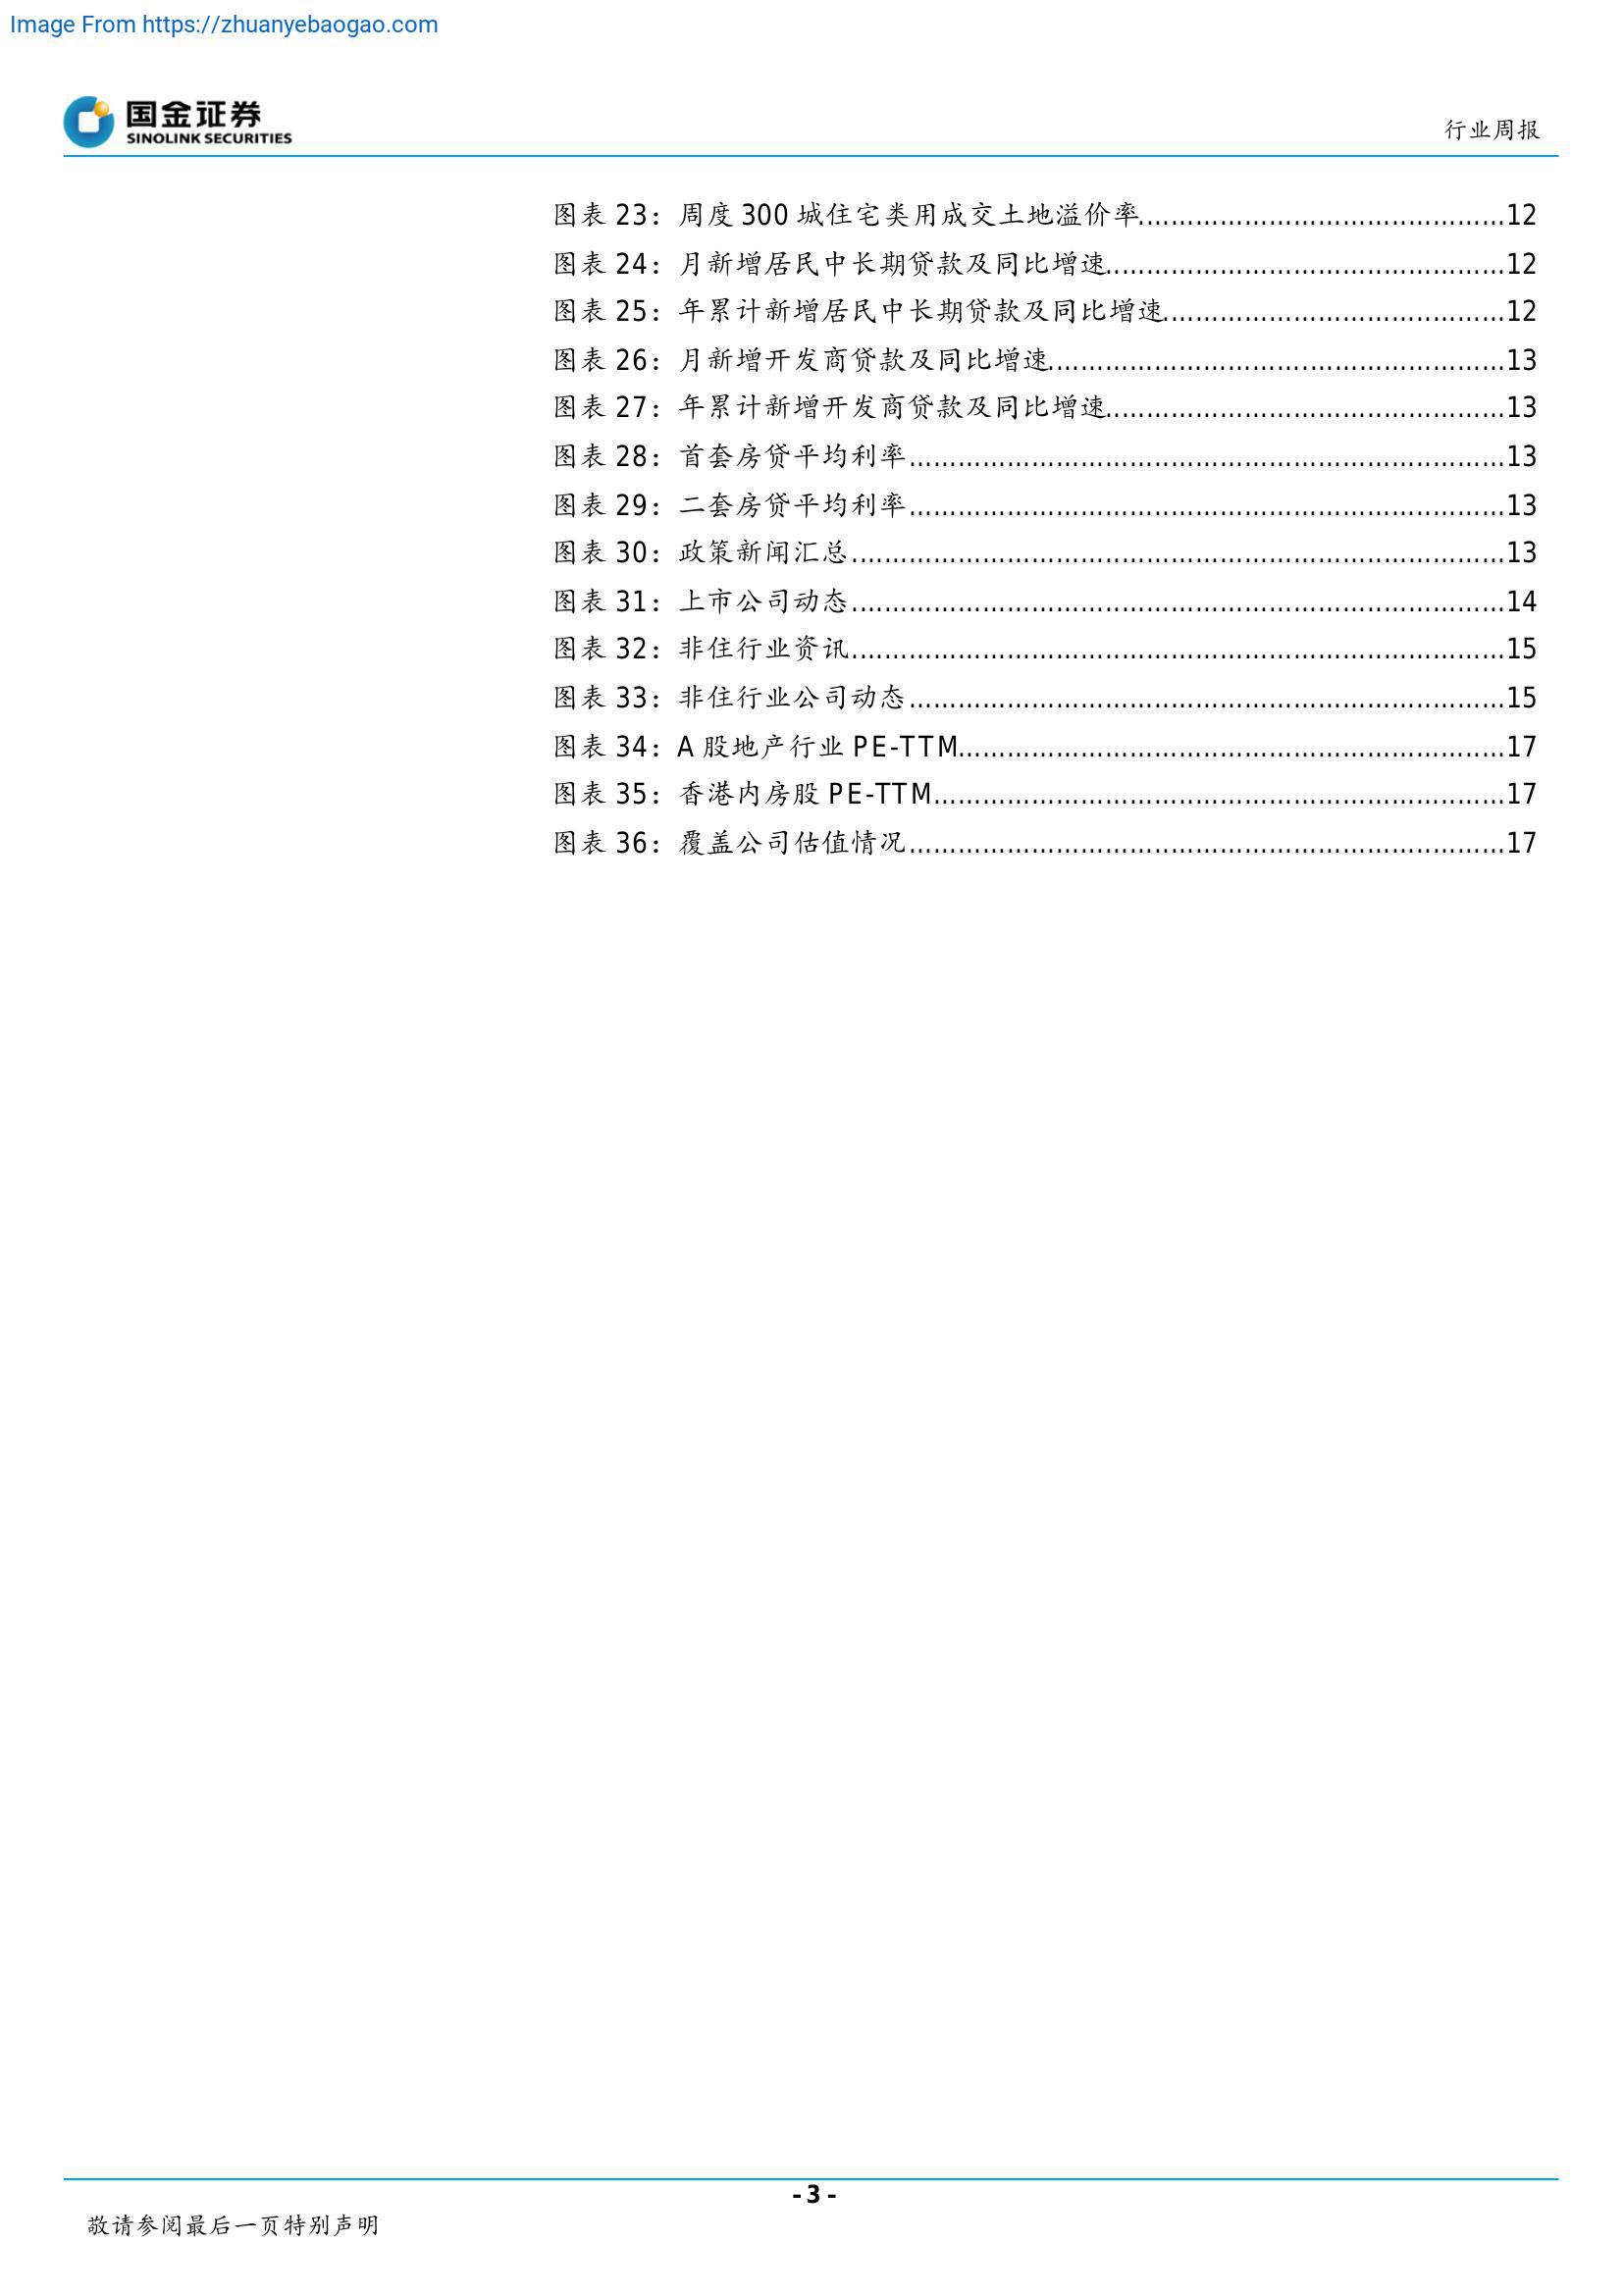 Image From https://zhuanyebaogao.com
国金证券
SINOLINK SECURITIES
行业周报
图表 23：周度 300 城住宅类用成交土地溢价率............................................12
图表 24：月新增居民中长期贷款及同比增速................................................12
图表 25：年累计新增居民中长期贷款及同比增速..........................................12
图表 26：月新增开发商贷款及同比增速.......................................................13
图表 27：年累计新增开发商贷款及同比增速................................................13
图表 28：首套房贷平均利率.........................................................................13
图表 29：二套房贷平均利率.........................................................................13
图表 30：政策新闻汇总................................................................................13
图表 31：上市公司动态................................................................................14
图表 32：非住行业资讯................................................................................15
图表 33：非住行业公司动态.........................................................................15
图表 34：A 股地产行业 PE-TTM...................................................................17
图表 35：香港内房股 PE-TTM......................................................................17
图表 36：覆盖公司估值情况.........................................................................17
- 3 -
敬请参阅最后一页特别声明